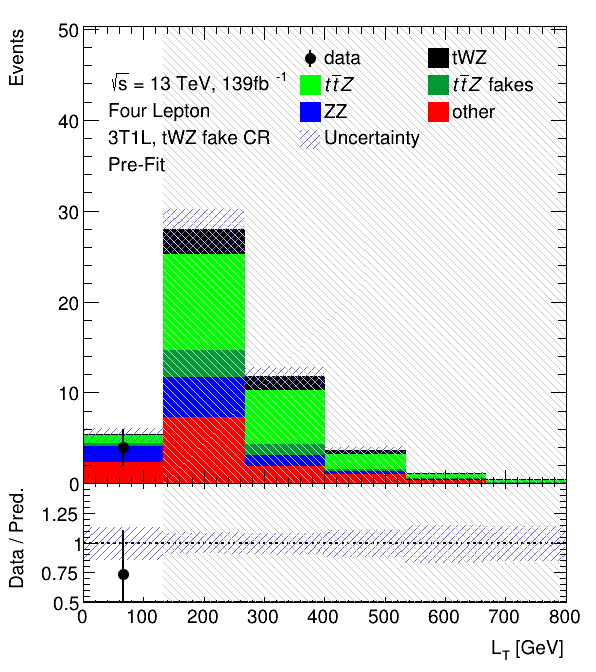 Events
50
40
30
20
10
0
√s = 13 TeV, 139fb⁻¹
Four Lepton
3T1L, tWZ fake CR
Pre-Fit
data
tt̄Z
ZZ
Uncertainty
tWZ
tt̄Z fakes
other
Data / Pred.
1.25
1
0.75
0.5
0 100 200 300 400 500 600 700 800
L_T [GeV]